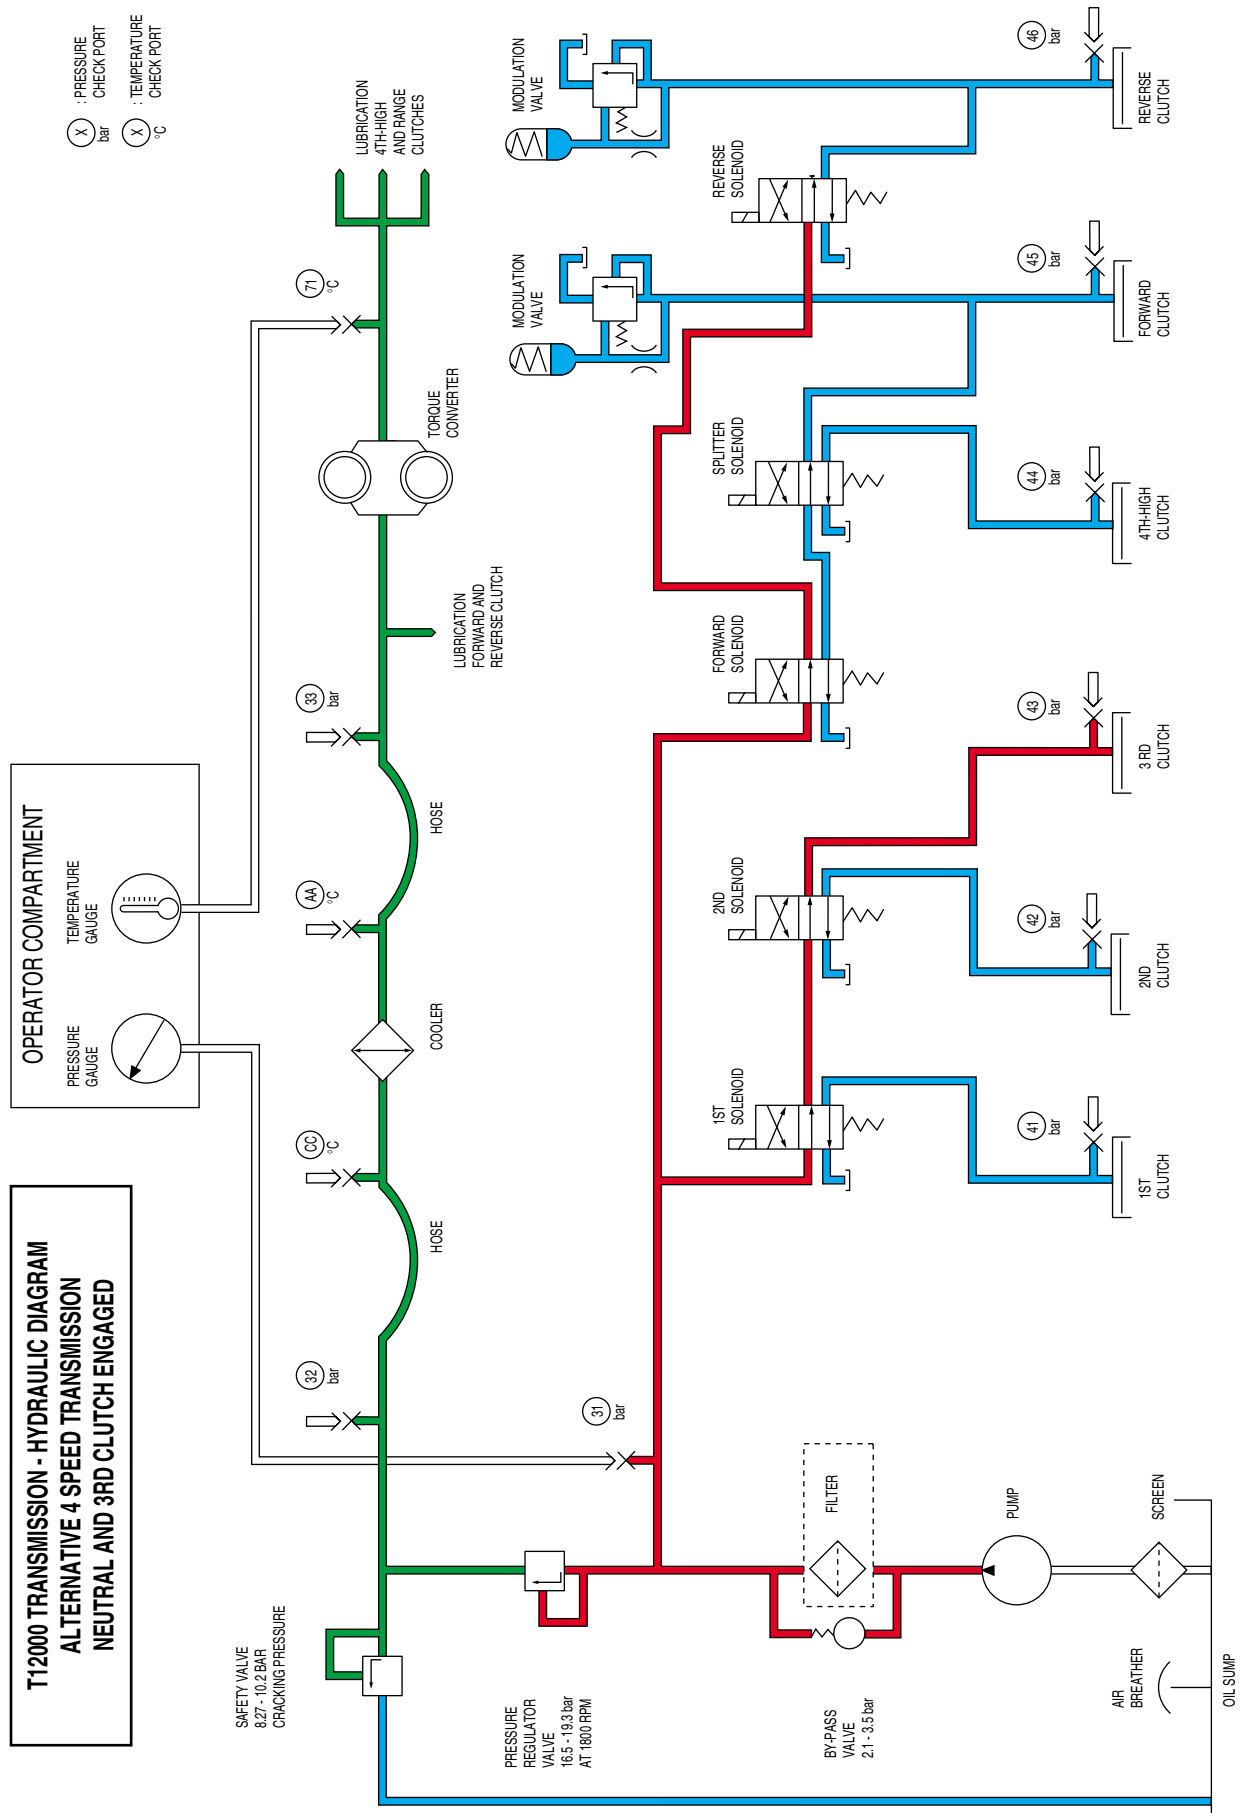 T12000 TRANSMISSION - HYDRAULIC DIAGRAM
ALTERNATIVE 4 SPEED TRANSMISSION
NEUTRAL AND 3RD CLUTCH ENGAGED
OPERATOR COMPARTMENT
PRESSURE
GAUGE
TEMPERATURE
GAUGE
X
bar
: PRESSURE
CHECK PORT
X
°C
: TEMPERATURE
CHECK PORT
SAFETY VALVE
8.27 - 10.2 BAR
CRACKING PRESSURE
32
bar
HOSE
CC
°C
COOLER
AA
°C
HOSE
33
bar
LUBRICATION
FORWARD AND
REVERSE CLUTCH
TORQUE
CONVERTER
71
°C
LUBRICATION
4TH-HIGH
AND RANGE
CLUTCHES
PRESSURE
REGULATOR
VALVE
16.5 - 19.3 bar
AT 1800 RPM
31
bar
MODULATION
VALVE
MODULATION
VALVE
1ST
SOLENOID
2ND
SOLENOID
FORWARD
SOLENOID
SPLITTER
SOLENOID
REVERSE
SOLENOID
BY-PASS
VALVE
2.1 - 3.5 bar
FILTER
PUMP
SCREEN
AIR
BREATHER
OIL SUMP
41
bar
42
bar
43
bar
44
bar
45
bar
46
bar
1ST
CLUTCH
2ND
CLUTCH
3 RD
CLUTCH
4TH-HIGH
CLUTCH
FORWARD
CLUTCH
REVERSE
CLUTCH